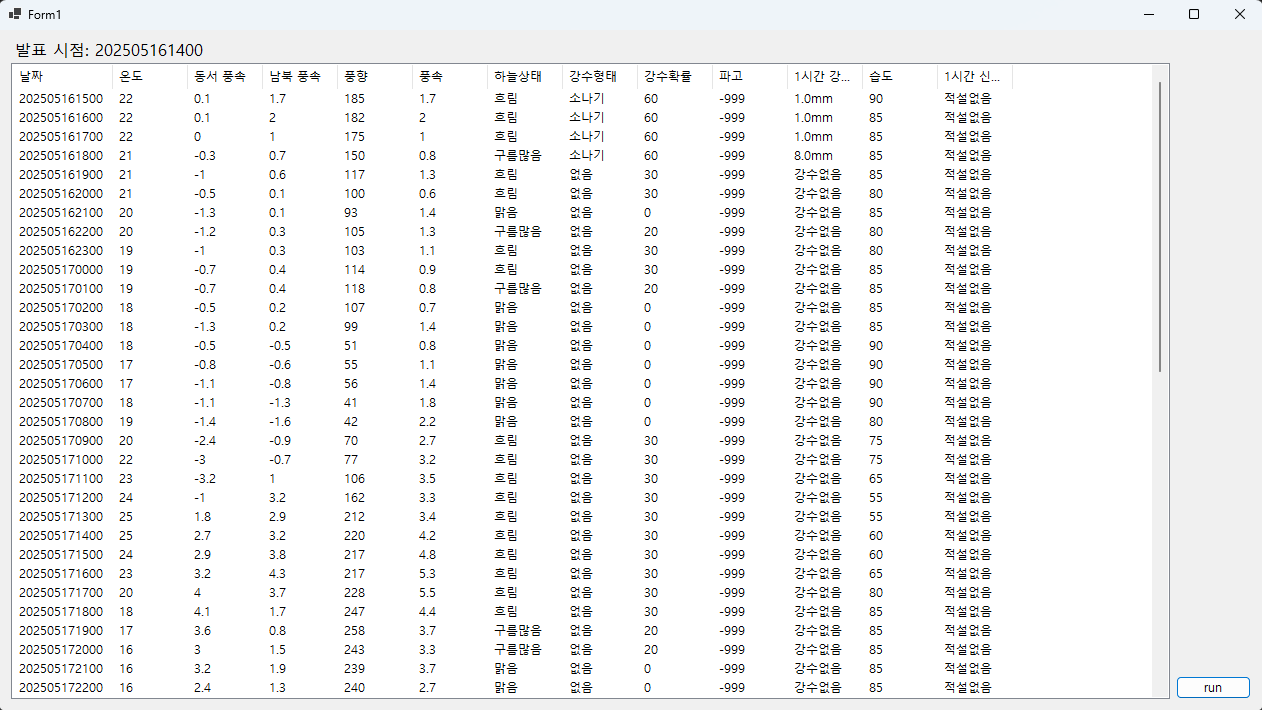 Form1
발표 시점: 202505161400
날짜 온도 동서 풍속 남북 풍속 풍향 풍속 하늘상태 강수형태 강수확률 파고 1시간 강... 습도 1시간 신...
202505161500 22 0.1 1.7 185 1.7 흐림 소나기 60 -999 1.0mm 90 적설없음
202505161600 22 0.1 2 182 2 흐림 소나기 60 -999 1.0mm 85 적설없음
202505161700 22 0 1 175 1 흐림 소나기 60 -999 1.0mm 85 적설없음
202505161800 21 -0.3 0.7 150 0.8 구름많음 소나기 60 -999 8.0mm 85 적설없음
202505161900 21 -1 0.6 117 1.3 흐림 없음 30 -999 강수없음 85 적설없음
202505162000 21 -0.5 0.1 100 0.6 흐림 없음 30 -999 강수없음 80 적설없음
202505162100 20 -1.3 0.1 93 1.4 맑음 없음 0 -999 강수없음 85 적설없음
202505162200 20 -1.2 0.3 105 1.3 구름많음 없음 20 -999 강수없음 80 적설없음
202505162300 19 -1 0.3 103 1.1 흐림 없음 30 -999 강수없음 80 적설없음
202505170000 19 -0.7 0.4 114 0.9 흐림 없음 30 -999 강수없음 85 적설없음
202505170100 19 -0.7 0.4 118 0.8 구름많음 없음 20 -999 강수없음 85 적설없음
202505170200 18 -0.5 0.2 107 0.7 맑음 없음 0 -999 강수없음 85 적설없음
202505170300 18 -1.3 0.2 99 1.4 맑음 없음 0 -999 강수없음 85 적설없음
202505170400 18 -0.5 -0.5 51 0.8 맑음 없음 0 -999 강수없음 90 적설없음
202505170500 17 -0.8 -0.6 55 1.1 맑음 없음 0 -999 강수없음 90 적설없음
202505170600 17 -1.1 -0.8 56 1.4 맑음 없음 0 -999 강수없음 90 적설없음
202505170700 18 -1.1 -1.3 41 1.8 맑음 없음 0 -999 강수없음 90 적설없음
202505170800 19 -1.4 -1.6 42 2.2 맑음 없음 0 -999 강수없음 80 적설없음
202505170900 20 -2.4 -0.9 70 2.7 흐림 없음 30 -999 강수없음 75 적설없음
202505171000 22 -3 -0.7 77 3.2 흐림 없음 30 -999 강수없음 75 적설없음
202505171100 23 -3.2 1 106 3.5 흐림 없음 30 -999 강수없음 65 적설없음
202505171200 24 -1 3.2 162 3.3 흐림 없음 30 -999 강수없음 55 적설없음
202505171300 25 1.8 2.9 212 3.4 흐림 없음 30 -999 강수없음 55 적설없음
202505171400 25 2.7 3.2 220 4.2 흐림 없음 30 -999 강수없음 60 적설없음
202505171500 24 2.9 3.8 217 4.8 흐림 없음 30 -999 강수없음 60 적설없음
202505171600 23 3.2 4.3 217 5.3 흐림 없음 30 -999 강수없음 65 적설없음
202505171700 20 4 3.7 228 5.5 흐림 없음 30 -999 강수없음 80 적설없음
202505171800 18 4.1 1.7 247 4.4 흐림 없음 30 -999 강수없음 85 적설없음
202505171900 17 3.6 0.8 258 3.7 구름많음 없음 20 -999 강수없음 85 적설없음
202505172000 16 3 1.5 243 3.3 구름많음 없음 20 -999 강수없음 85 적설없음
202505172100 16 3.2 1.9 239 3.7 맑음 없음 0 -999 강수없음 85 적설없음
202505172200 16 2.4 1.3 240 2.7 맑음 없음 0 -999 강수없음 85 적설없음
run